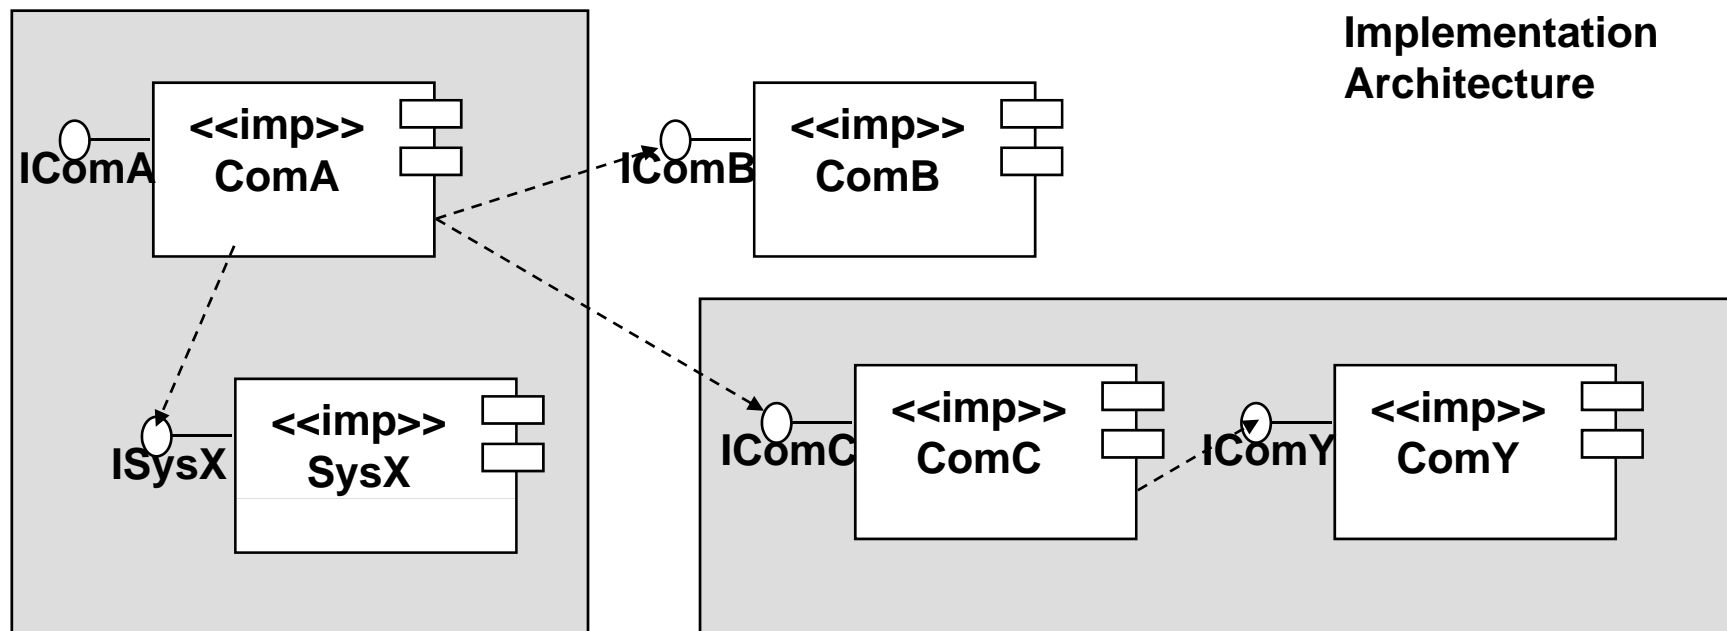 Implementation
Architecture
<<imp>>
ComA
IComA
<<imp>>
ComB
IComB
<<imp>>
SysX
ISysX
<<imp>>
ComC
IComC
<<imp>>
ComY
IComY